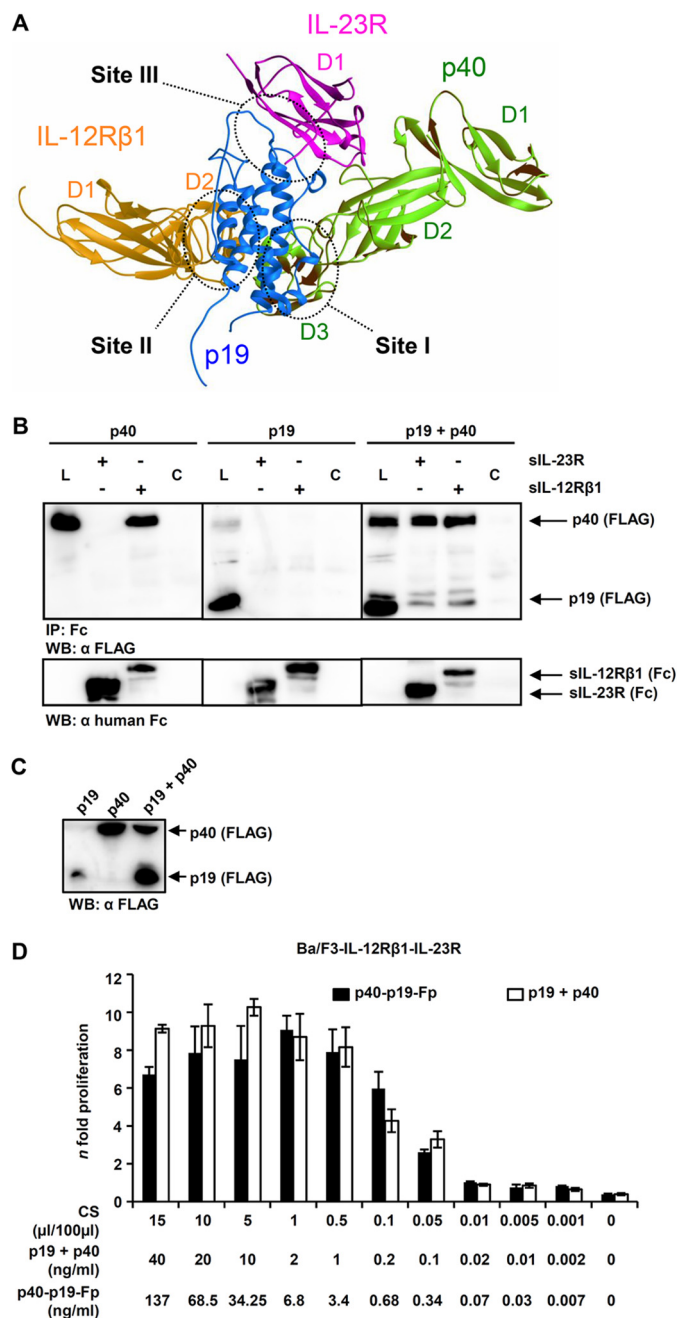 A
IL-23R
D1
Site III
p40
D1
IL-12Rβ1
D1
D2
D2
D3
Site II
p19
Site I
B
p40 p19 p19 + p40
L + - C L + - C L + - C sIL-23R
- + - + - + sIL-12Rβ1
p40 (FLAG)
p19 (FLAG)
IP: Fc
WB: α FLAG
sIL-12Rβ1 (Fc)
sIL-23R (Fc)
WB: α human Fc
C
p19 p40 p19 + p40
p40 (FLAG)
p19 (FLAG)
WB: α FLAG
D
Ba/F3-IL-12Rβ1-IL-23R
p40-p19-Fp p19 + p40
n fold proliferation
12
10
8
6
4
2
0
CS (µl/100µl) 15 10 5 1 0.5 0.1 0.05 0.01 0.005 0.001 0
p19 + p40 (ng/ml) 40 20 10 2 1 0.2 0.1 0.02 0.01 0.002 0
p40-p19-Fp (ng/ml) 137 68.5 34.25 6.8 3.4 0.68 0.34 0.07 0.03 0.007 0